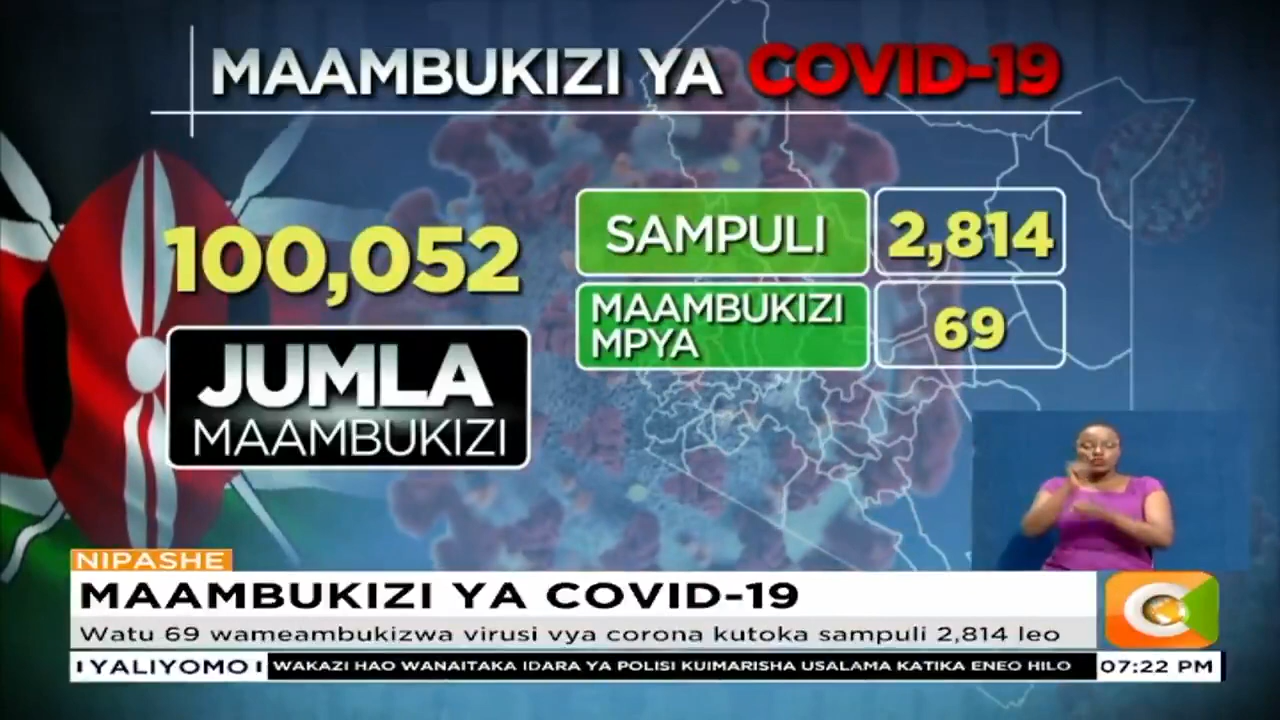 MAAMBUKIZI YA COVID-19
100,052
JUMLA
MAAMBUKIZI
SAMPULI 2,814
MAAMBUKIZI
MPYA
69
NIPASHE
MAAMBUKIZI YA COVID-19
Watu 69 wameambukizwa virusi vya corona kutoka sampuli 2,814 leo
YALIYOMO WAKAZI HAO WANAITAKA IDARA YA POLISI KUIMARISHA USALAMA KATIKA ENEO HILO 07:22 PM